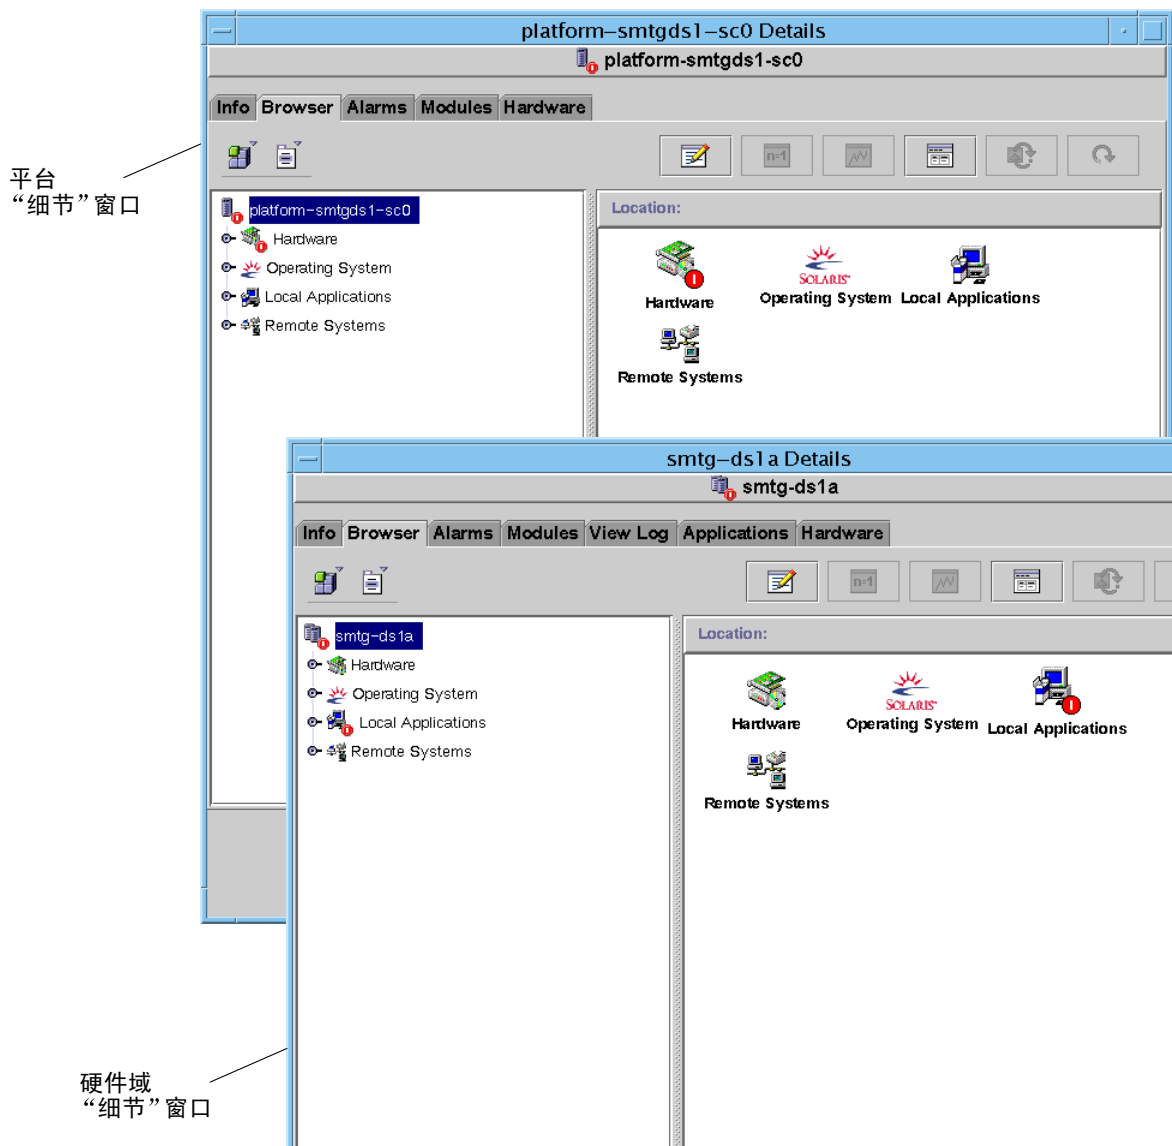 platform–smtgds1–sc0 Details
platform-smtgds1-sc0
Info Browser Alarms Modules Hardware
n=1
平台
“细节”窗口
platform–smtgds1–sc0
Hardware
Operating System
Local Applications
Remote Systems
Location:
Hardware
SOLARIS
Operating System
Local Applications
Remote Systems
smtg–ds1a Details
smtg-ds1a
Info Browser Alarms Modules View Log Applications Hardware
n=1
smtg–ds1a
Hardware
Operating System
Local Applications
Remote Systems
Location:
Hardware
SOLARIS
Operating System
Local Applications
Remote Systems
硬件域
“细节”窗口